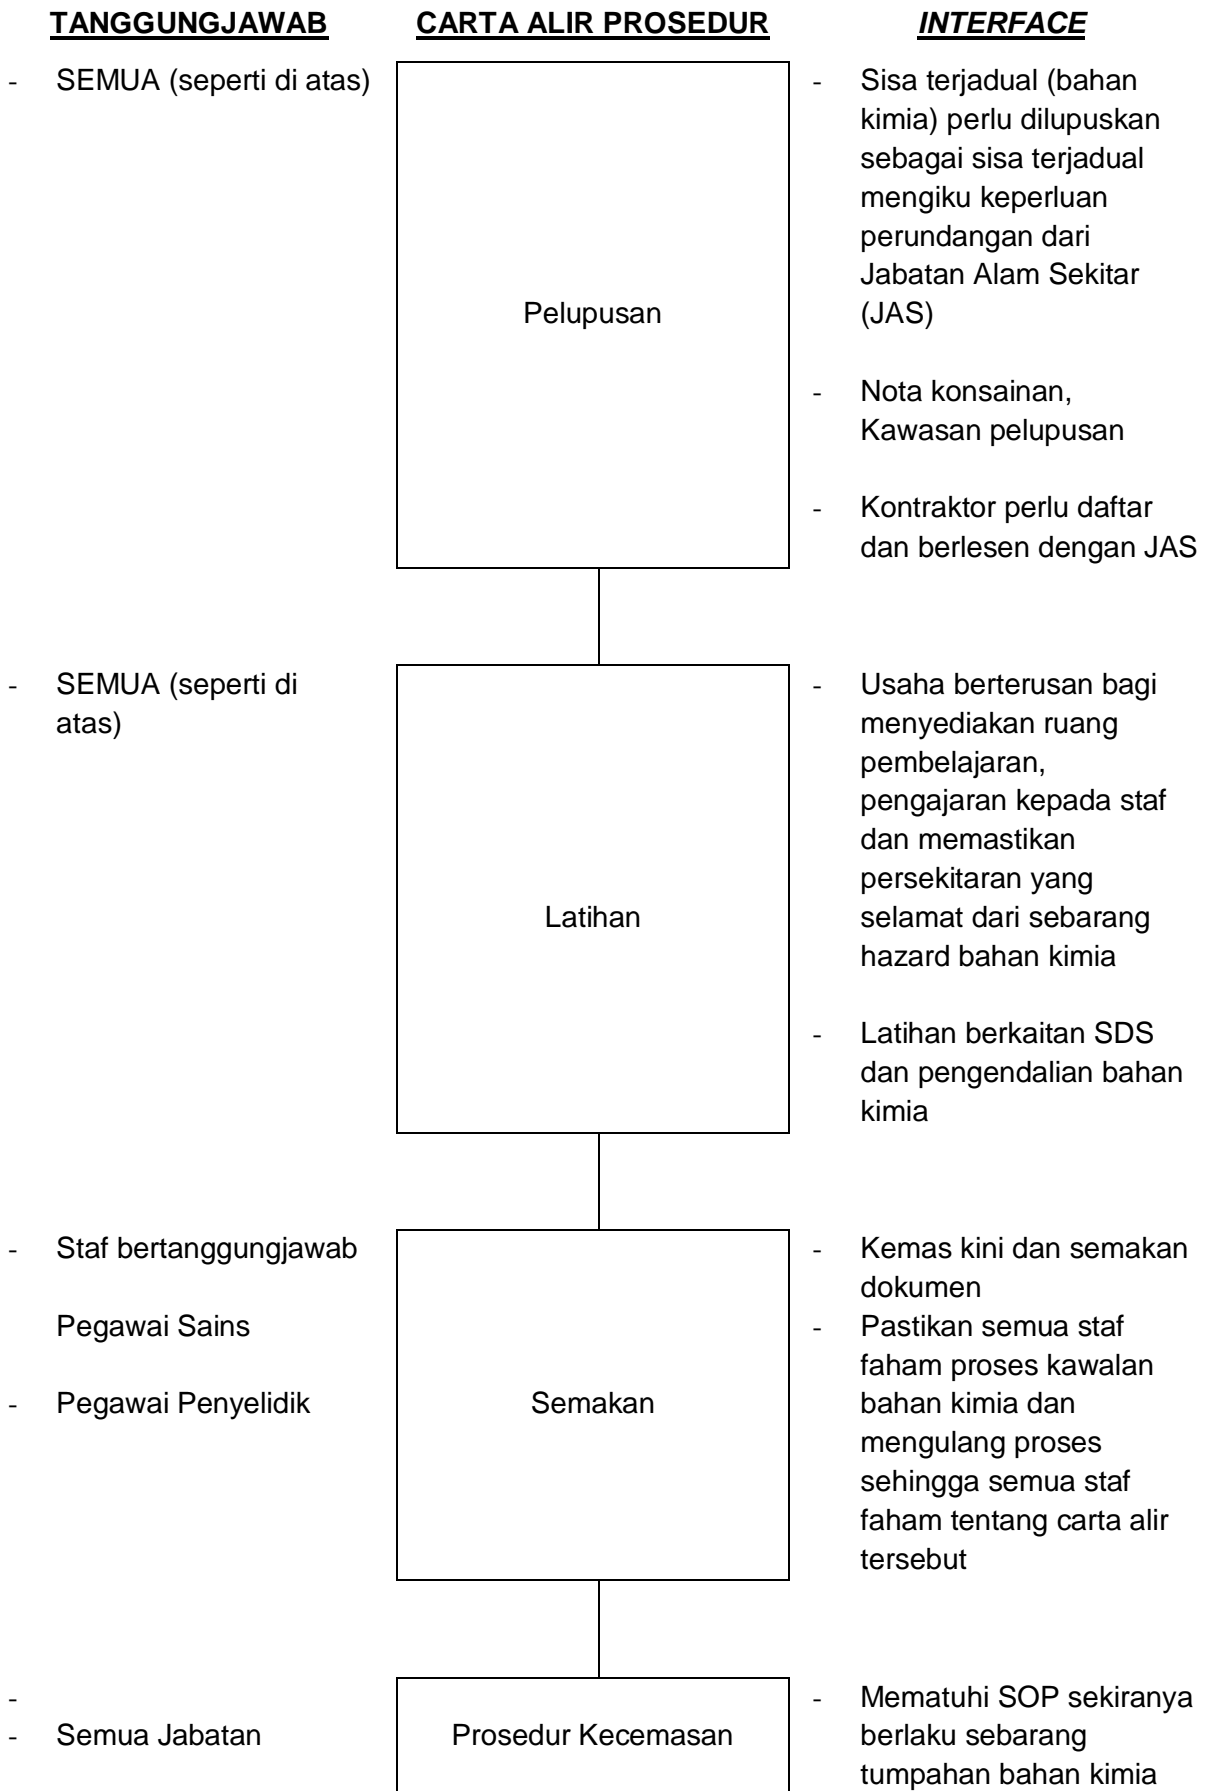 TANGGUNGJAWAB CARTA ALIR PROSEDUR INTERFACE
- SEMUA (seperti di atas)
Pelupusan
- Sisa terjadual (bahan
kimia) perlu dilupuskan
sebagai sisa terjadual
mengiku keperluan
perundangan dari
Jabatan Alam Sekitar
(JAS)
- Nota konsainan,
Kawasan pelupusan
- Kontraktor perlu daftar
dan berlesen dengan JAS
- SEMUA (seperti di
atas)
Latihan
- Usaha berterusan bagi
menyediakan ruang
pembelajaran,
pengajaran kepada staf
dan memastikan
persekitaran yang
selamat dari sebarang
hazard bahan kimia
- Latihan berkaitan SDS
dan pengendalian bahan
kimia
- Staf bertanggungjawab
Pegawai Sains
- Pegawai Penyelidik
Semakan
- Kemas kini dan semakan
dokumen
- Pastikan semua staf
faham proses kawalan
bahan kimia dan
mengulang proses
sehingga semua staf
faham tentang carta alir
tersebut
-
- Semua Jabatan
Prosedur Kecemasan
- Mematuhi SOP sekiranya
berlaku sebarang
tumpahan bahan kimia